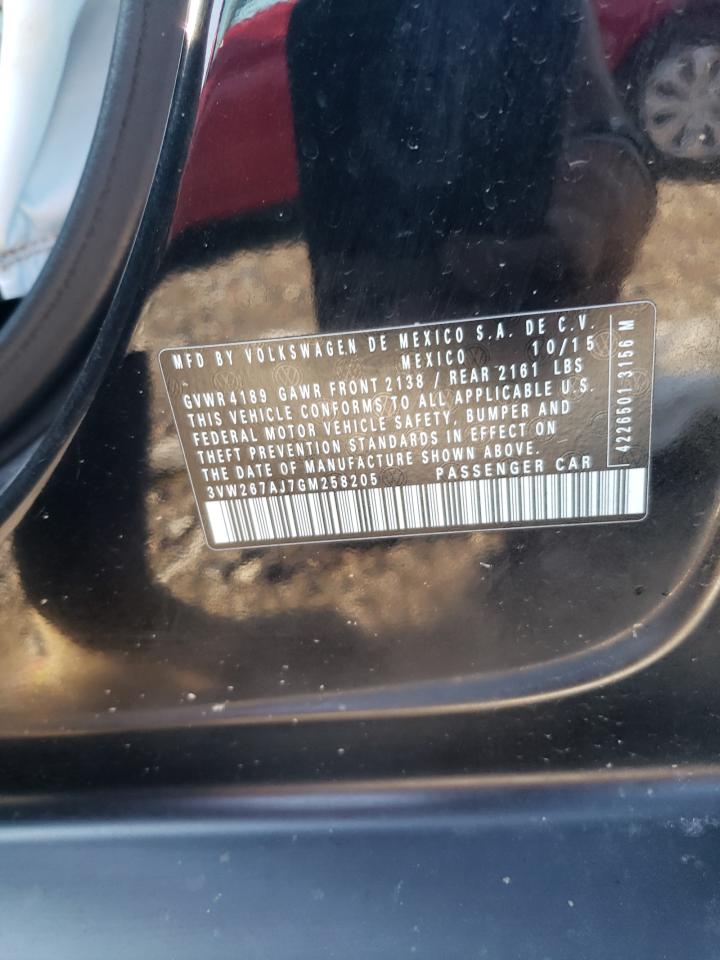 MFD BY VOLKSWAGEN DE MEXICO S.A. DE C.V.
MEXICO 10/15
GVWR 4189 GAWR FRONT 2138 / REAR 2161 LBS
THIS VEHICLE CONFORMS TO ALL APPLICABLE U.S.
FEDERAL MOTOR VEHICLE SAFETY, BUMPER AND
THEFT PREVENTION STANDARDS IN EFFECT ON
THE DATE OF MANUFACTURE SHOWN ABOVE.
3VW267AJ7GM258205 PASSENGER CAR
4226501 3156 M